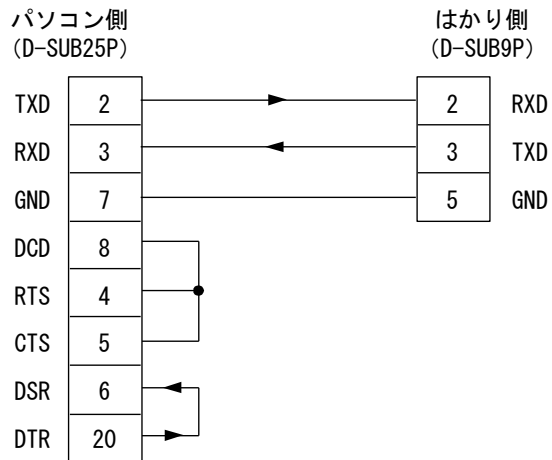 パソコン側
はかり側
(D-SUB25P)
(D-SUB9P)
TXD 2 2 RXD
RXD 3 3 TXD
GND 7 5 GND
DCD 8
RTS 4
CTS 5
DSR 6
DTR 20